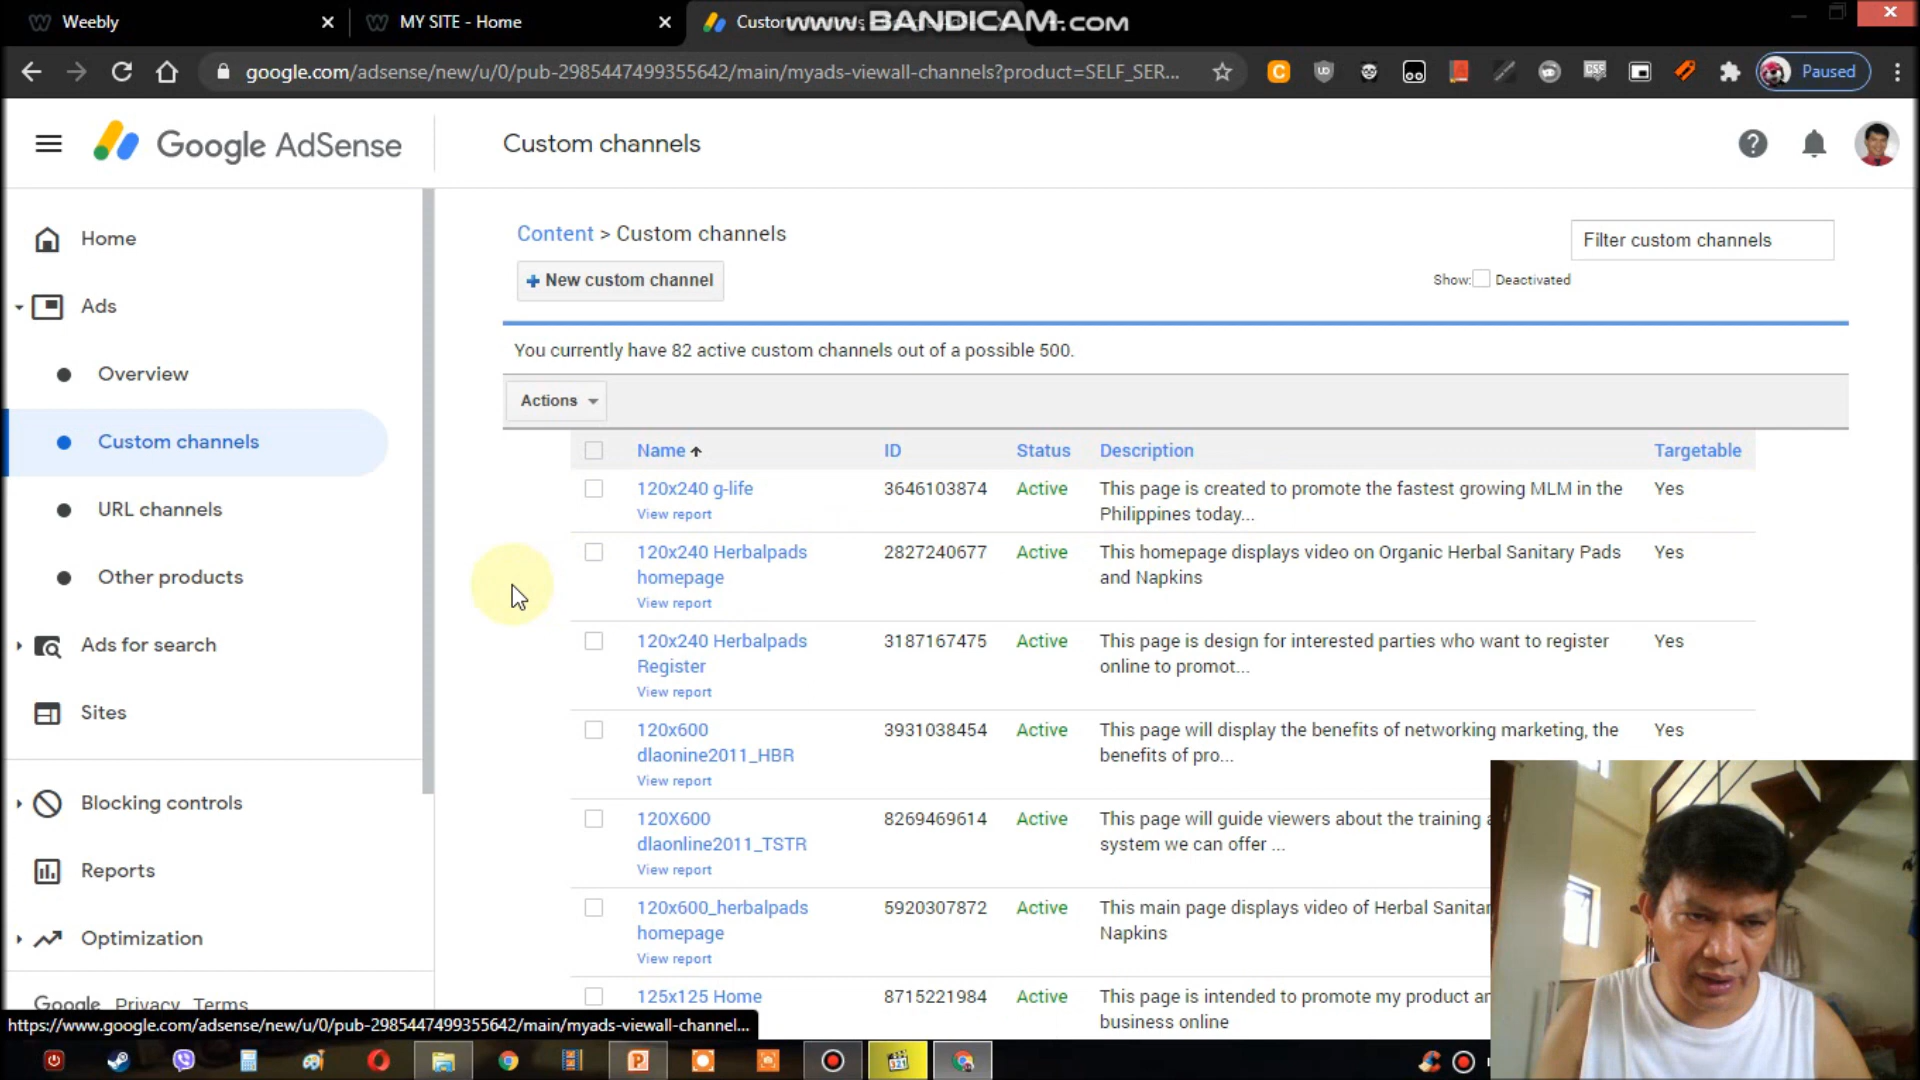 Weebly
MY SITE - Home
www.BANDICAM.com
google.com/adsense/new/u/0/pub-2985447499355642/main/myads-viewall-channels?product=SELF_SER...
Paused
Google AdSense
Custom channels
Home
Ads
Overview
Custom channels
URL channels
Other products
Ads for search
Sites
Blocking controls
Reports
Optimization
Google Privacy Terms
Content > Custom channels
Filter custom channels
New custom channel
Show: Deactivated
You currently have 82 active custom channels out of a possible 500.
Actions
Name ID Status Description Targetable
120x240 g-life 3646103874 Active This page is created to promote the fastest growing MLM in the Yes
View report Philippines today...
120x240 Herbalpads 2827240677 Active This homepage displays video on Organic Herbal Sanitary Pads Yes
homepage and Napkins
View report
120x240 Herbalpads 3187167475 Active This page is design for interested parties who want to register Yes
Register online to promot...
View report
120x600 3931038454 Active This page will display the benefits of networking marketing, the Yes
dlaonine2011_HBR benefits of pro...
View report
120X600 8269469614 Active This page will guide viewers about the training
dlaonline2011_TSTR system we can offer ...
View report
120x600_herbalpads 5920307872 Active This main page displays video of Herbal
homepage Napkins
View report
125x125 Home 8715221984 Active This page is intended to promote my product
business online
https://www.google.com/adsense/new/u/0/pub-2985447499355642/main/myads-viewall-channel...